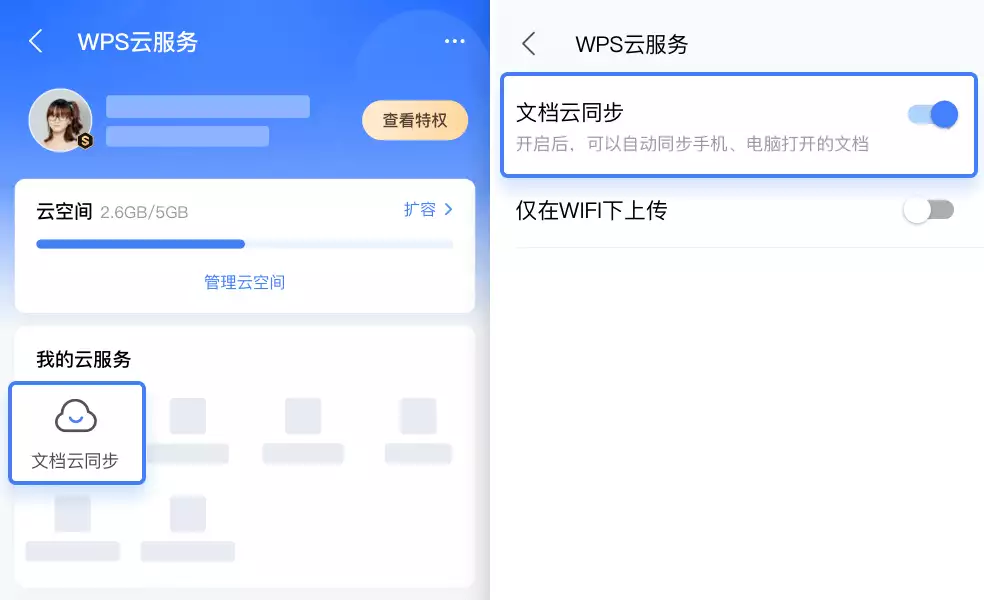 WPS云服务
查看特权
云空间 2.6GB/5GB
扩容
管理云空间
我的云服务
文档云同步
WPS云服务
文档云同步
开启后，可以自动同步手机、电脑打开的文档
仅在WIFI下上传